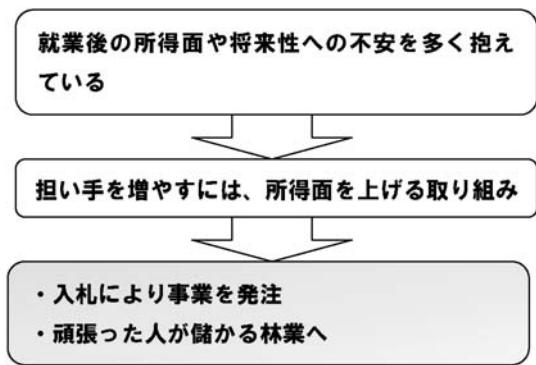 就業後の所得面や将来性への不安を多く抱え
ている
担い手を増やすには、所得面を上げる取り組み
・入札により事業を発注
・頑張った人が儲かる林業へ